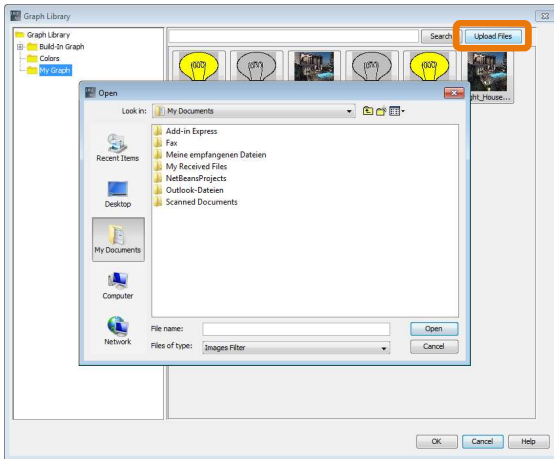 Graph Library
Graph Library
Build-In Graph
Colors
My Graph
Search
Upload Files
ght_House...
Open
Look in:
My Documents
Recent Items
Desktop
My Documents
Computer
Network
Add-in Express
Fax
Meine empfangenen Dateien
My Received Files
NetBeansProjects
Outlook-Dateien
Scanned Documents
File name:
Open
Files of type:
Images Filter
Cancel
OK
Cancel
Help